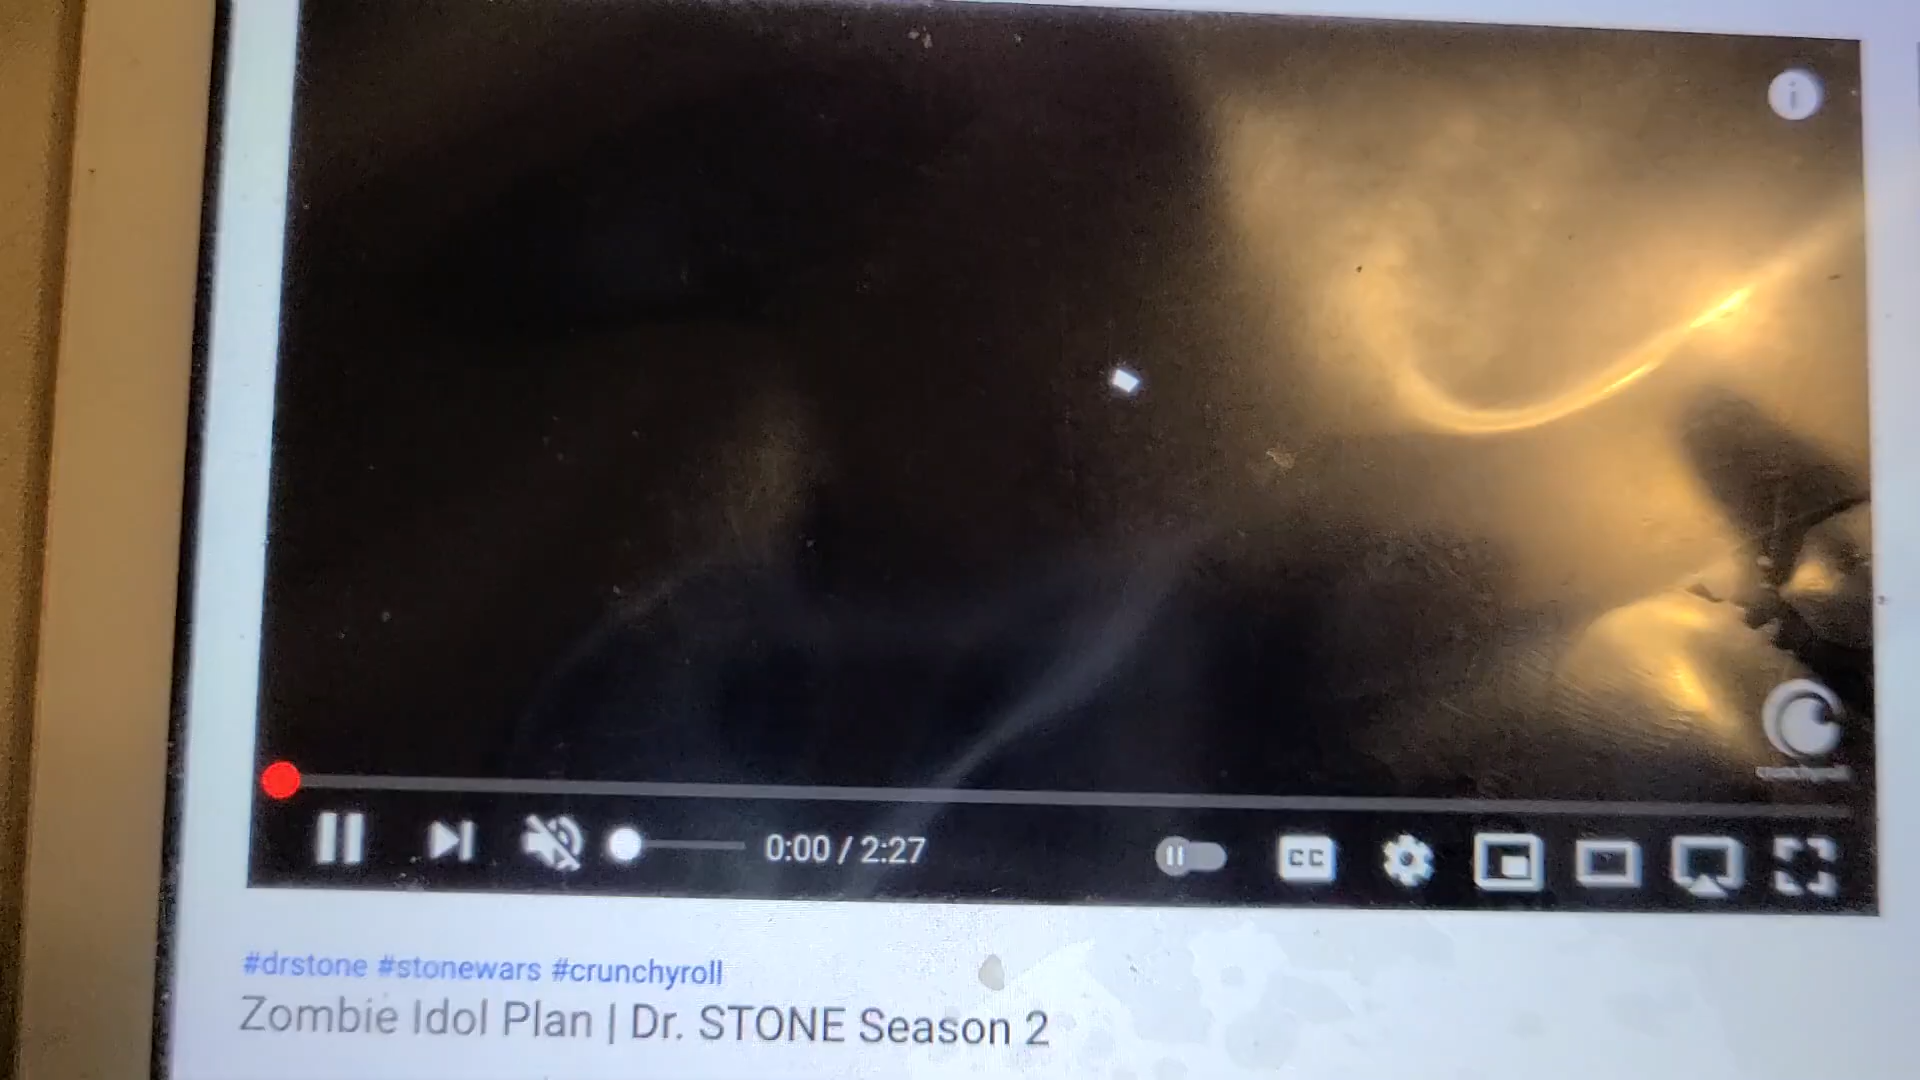 0:00 / 2:27
CC
#drstone #stonewars #crunchyroll
Zombie Idol Plan | Dr. STONE Season 2